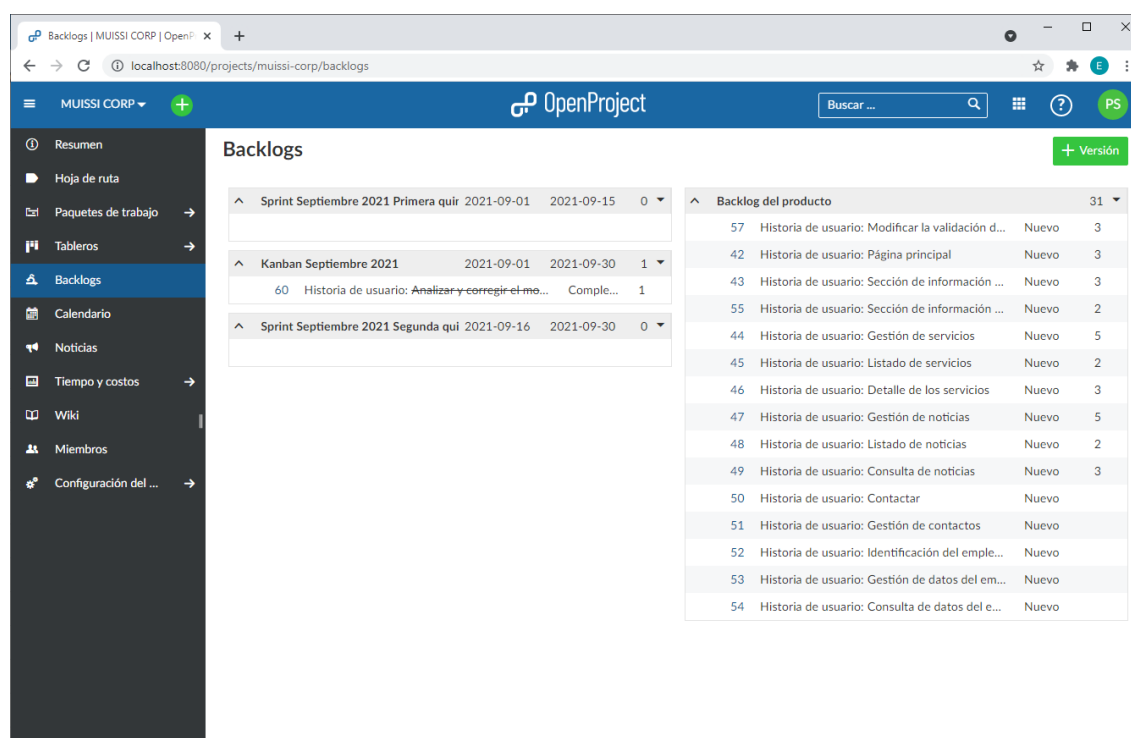 Backlogs | MUISSI CORP | OpenP
localhost:8080/projects/muissi-corp/backlogs
E
MUISSI CORP
OpenProject
Buscar ...
?
PS
Resumen
Hoja de ruta
Paquetes de trabajo
Tableros
Backlogs
Calendario
Noticias
Tiempo y costos
Wiki
Miembros
Configuración del ...
Backlogs
+ Versión
Sprint Septiembre 2021 Primera quir 2021-09-01 2021-09-15 0
Kanban Septiembre 2021 2021-09-01 2021-09-30 1
60 Historia de usuario: Analizar y corregir el mo... Comple... 1
Sprint Septiembre 2021 Segunda qui 2021-09-16 2021-09-30 0
Backlog del producto 31
57 Historia de usuario: Modificar la validación d... Nuevo 3
42 Historia de usuario: Página principal Nuevo 3
43 Historia de usuario: Sección de información ... Nuevo 3
55 Historia de usuario: Sección de información ... Nuevo 2
44 Historia de usuario: Gestión de servicios Nuevo 5
45 Historia de usuario: Listado de servicios Nuevo 2
46 Historia de usuario: Detalle de los servicios Nuevo 3
47 Historia de usuario: Gestión de noticias Nuevo 5
48 Historia de usuario: Listado de noticias Nuevo 2
49 Historia de usuario: Consulta de noticias Nuevo 3
50 Historia de usuario: Contactar Nuevo
51 Historia de usuario: Gestión de contactos Nuevo
52 Historia de usuario: Identificación del emple... Nuevo
53 Historia de usuario: Gestión de datos del em... Nuevo
54 Historia de usuario: Consulta de datos del e... Nuevo